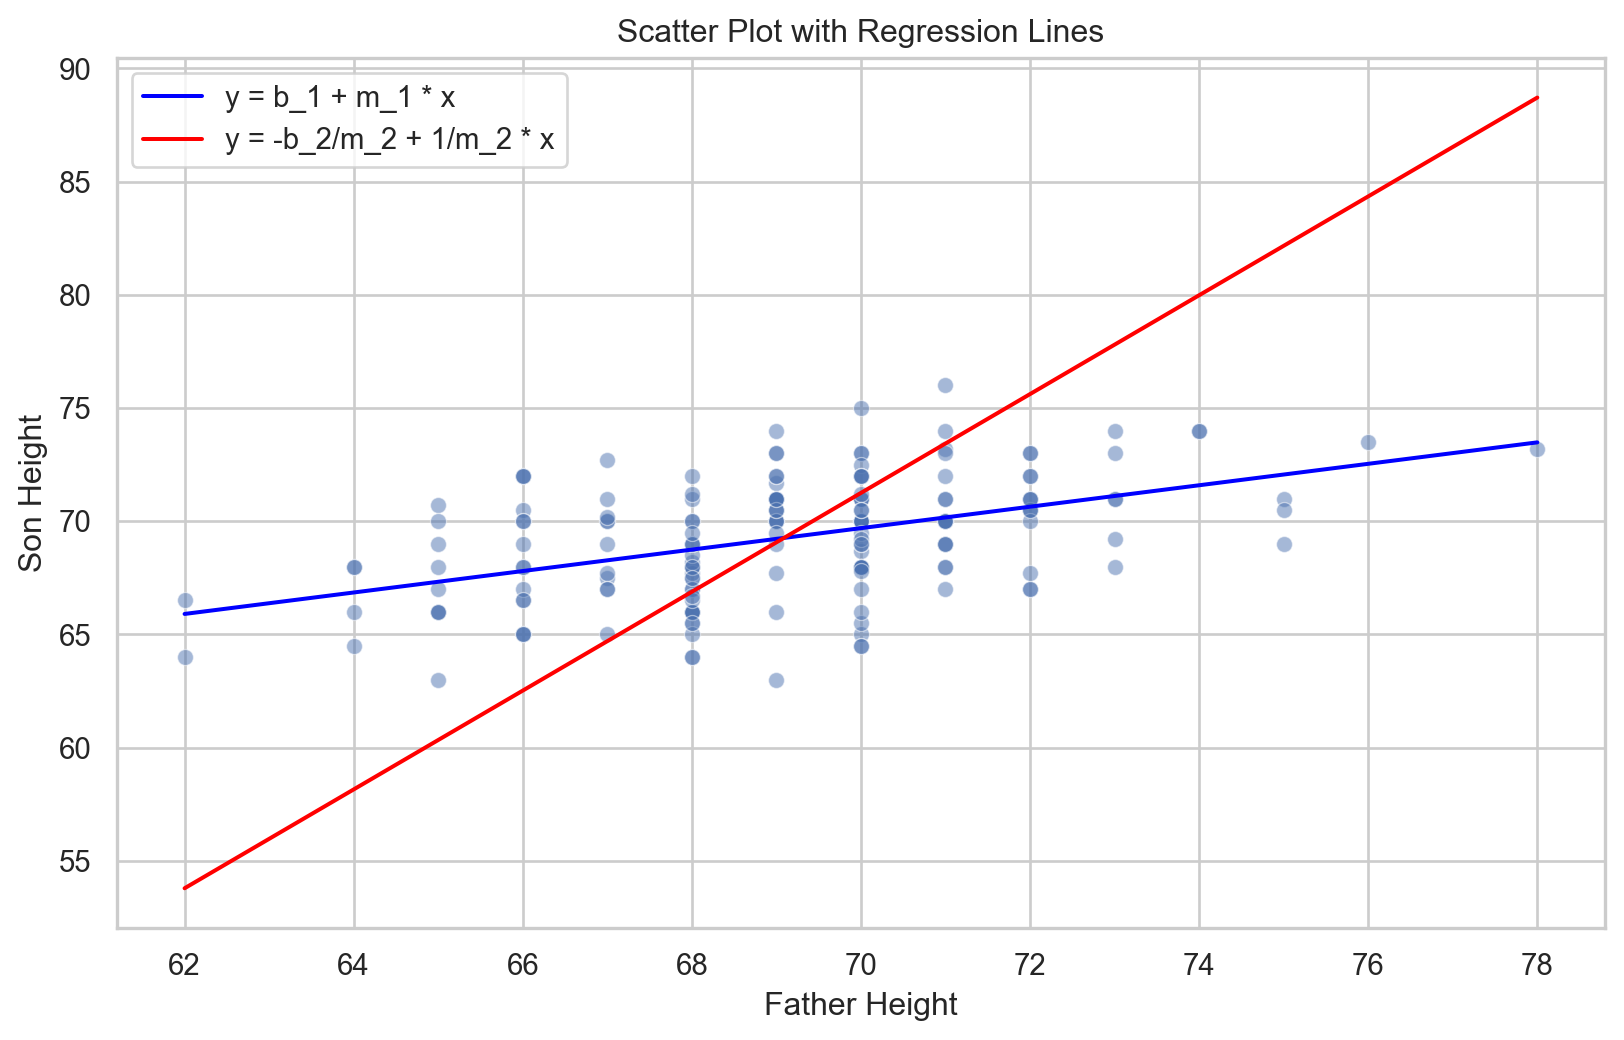 Scatter Plot with Regression Lines
y = b_1 + m_1 * x
y = -b_2/m_2 + 1/m_2 * x
90
85
80
75
70
65
60
55
Son Height
62 64 66 68 70 72 74 76 78
Father Height